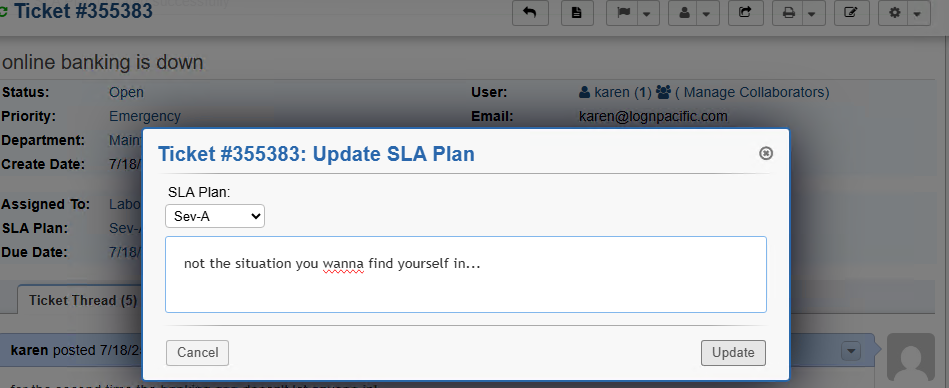 Ticket #355383
online banking is down
Status: Open User: karen (1) ( Manage Collaborators)
Priority: Emergency Email: karen@lognpacific.com
Department: Main
Create Date: 7/18/
Ticket #355383: Update SLA Plan
SLA Plan:
Sev-A
Assigned To: Labo
SLA Plan: Sev-
Due Date: 7/18/
not the situation you wanna find yourself in...
Ticket Thread (5)
karen posted 7/18/2
Cancel Update